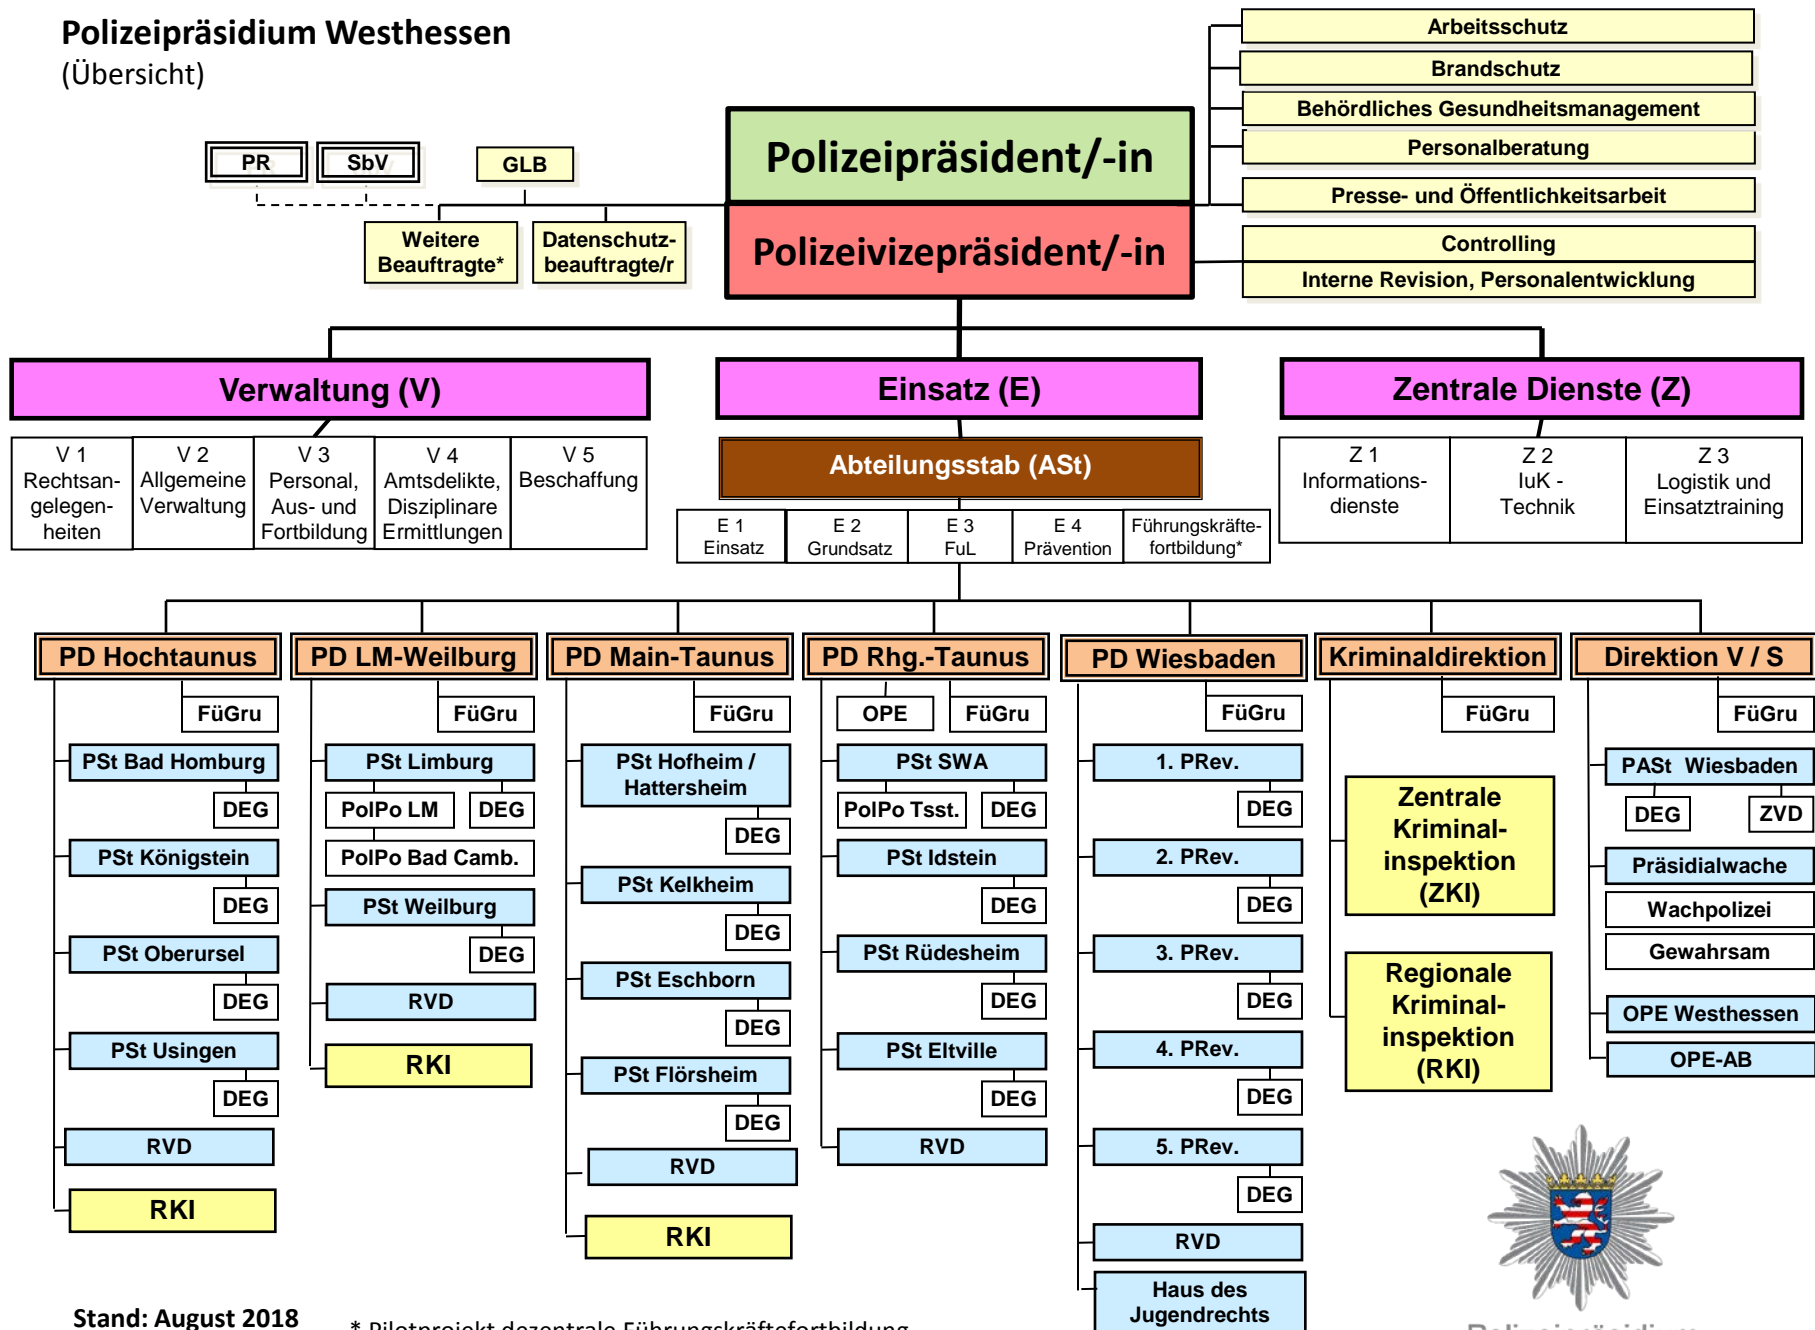 Polizeipräsidium Westhessen
(Übersicht)
Arbeitsschutz
Brandschutz
Behördliches Gesundheitsmanagement
Personalberatung
Presse- und Öffentlichkeitsarbeit
Controlling
Interne Revision, Personalentwicklung
PR
SbV
GLB
Weitere
Beauftragte*
Datenschutz-
beauftragte/r
Polizeipräsident/-in
Polizeivizepräsident/-in
Verwaltung (V)
Einsatz (E)
Zentrale Dienste (Z)
V 1
Rechtsan-
gelegen-
heiten
V 2
Allgemeine
Verwaltung
V 3
Personal,
Aus- und
Fortbildung
V 4
Amtsdelikte,
Disziplinare
Ermittlungen
V 5
Beschaffung
Abteilungsstab (ASt)
E 1
Einsatz
E 2
Grundsatz
E 3
FuL
E 4
Prävention
Führungskräfte-
fortbildung*
Z 1
Informations-
dienste
Z 2
IuK -
Technik
Z 3
Logistik und
Einsatztraining
PD Hochtaunus
FüGru
PSt Bad Homburg
DEG
PSt Königstein
DEG
PSt Oberursel
DEG
PSt Usingen
DEG
RVD
RKI
PD LM-Weilburg
FüGru
PSt Limburg
PolPo LM
DEG
PolPo Bad Camb.
PSt Weilburg
DEG
RVD
RKI
PD Main-Taunus
FüGru
PSt Hofheim /
Hattersheim
DEG
PSt Kelkheim
DEG
PSt Eschborn
DEG
PSt Flörsheim
DEG
RVD
RKI
PD Rhg.-Taunus
OPE
FüGru
PSt SWA
PolPo Tsst.
DEG
PSt Idstein
DEG
PSt Rüdesheim
DEG
PSt Eltville
DEG
RVD
PD Wiesbaden
FüGru
1. PRev.
DEG
2. PRev.
DEG
3. PRev.
DEG
4. PRev.
DEG
5. PRev.
DEG
RVD
Haus des
Jugendrechts
Kriminaldirektion
FüGru
Zentrale
Kriminal-
inspektion
(ZKI)
Regionale
Kriminal-
inspektion
(RKI)
Direktion V / S
FüGru
PASt Wiesbaden
DEG
ZVD
Präsidialwache
Wachpolizei
Gewahrsam
OPE Westhessen
OPE-AB
Stand: August 2018
* Pilotprojekt dezentrale Führungskräftefortbildung
Polizeipräsidium